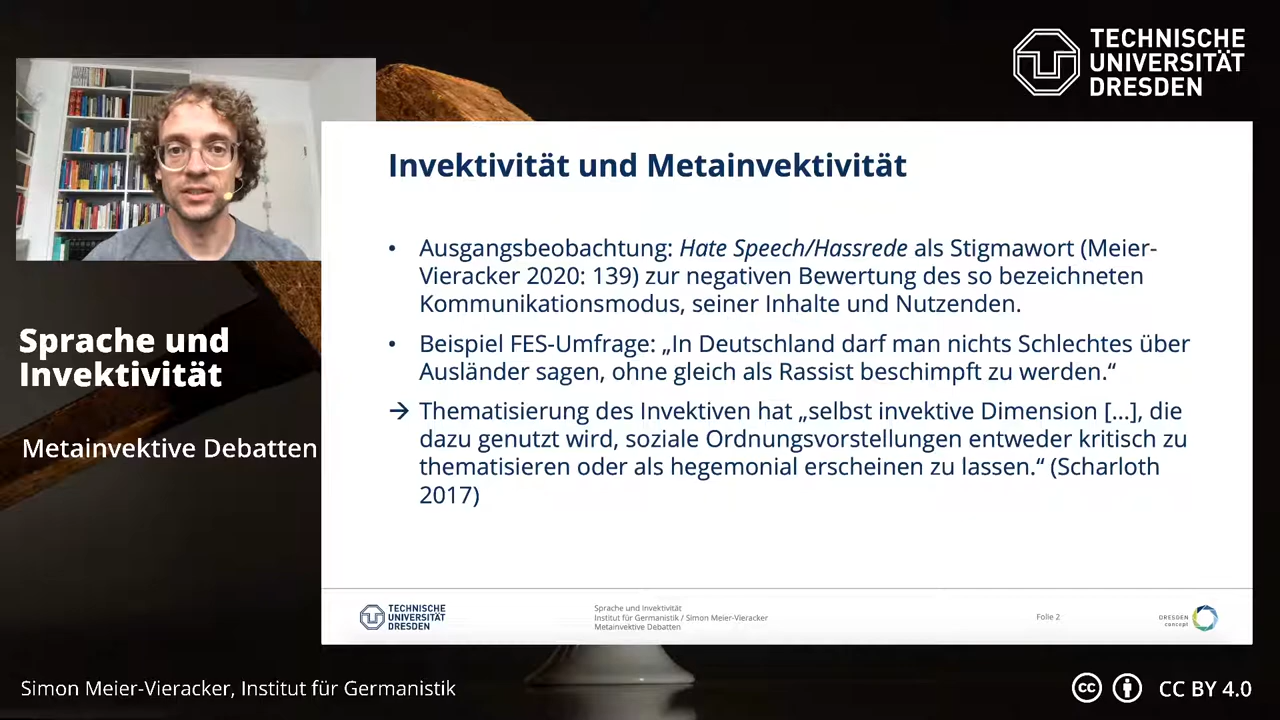 TECHNISCHE
UNIVERSITÄT
DRESDEN
Invektivität und Metainvektivität
• Ausgangsbeobachtung: Hate Speech/Hassrede als Stigmawort (Meier-
Vieracker 2020: 139) zur negativen Bewertung des so bezeichneten
Kommunikationsmodus, seiner Inhalte und Nutzenden.
• Beispiel FES-Umfrage: „In Deutschland darf man nichts Schlechtes über
Ausländer sagen, ohne gleich als Rassist beschimpft zu werden.“
→ Thematisierung des Invektiven hat „selbst invektive Dimension […], die
dazu genutzt wird, soziale Ordnungsvorstellungen entweder kritisch zu
thematisieren oder als hegemonial erscheinen zu lassen.“ (Scharloth
2017)
Sprache und
Invektivität
Metainvektive Debatten
TECHNISCHE
UNIVERSITÄT
DRESDEN
Sprache und Invektivität
Institut für Germanistik / Simon Meier-Vieracker
Metainvektive Debatten
Folie 2
DRESDEN
concept
Simon Meier-Vieracker, Institut für Germanistik
cc CC BY 4.0